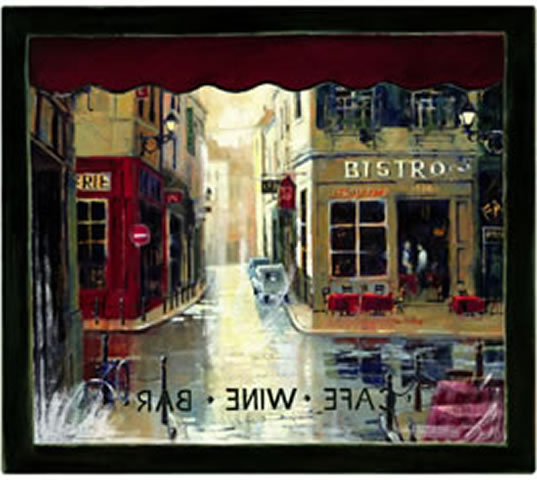 BISTRO
ERIE
CAFE · WINE · BAR